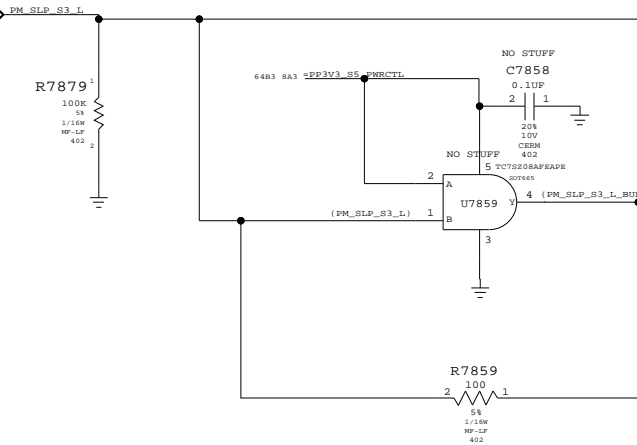 PM_SLP_S3_L
R7879
1
100K
5%
1/16W
MF-LF
402
2
NO STUFF
C7858
0.1UF
2
1
20%
10V
CERM
402
64B3 8A3
=PP3V3_S5_PWRCTL
NO STUFF
5
TC7SZ08AFEAPE
SOT665
2
A
U7859
Y
4
(PM_SLP_S3_L_BU
(PM_SLP_S3_L)
1
B
3
R7859
2
100
1
5%
1/16W
MF-LF
402